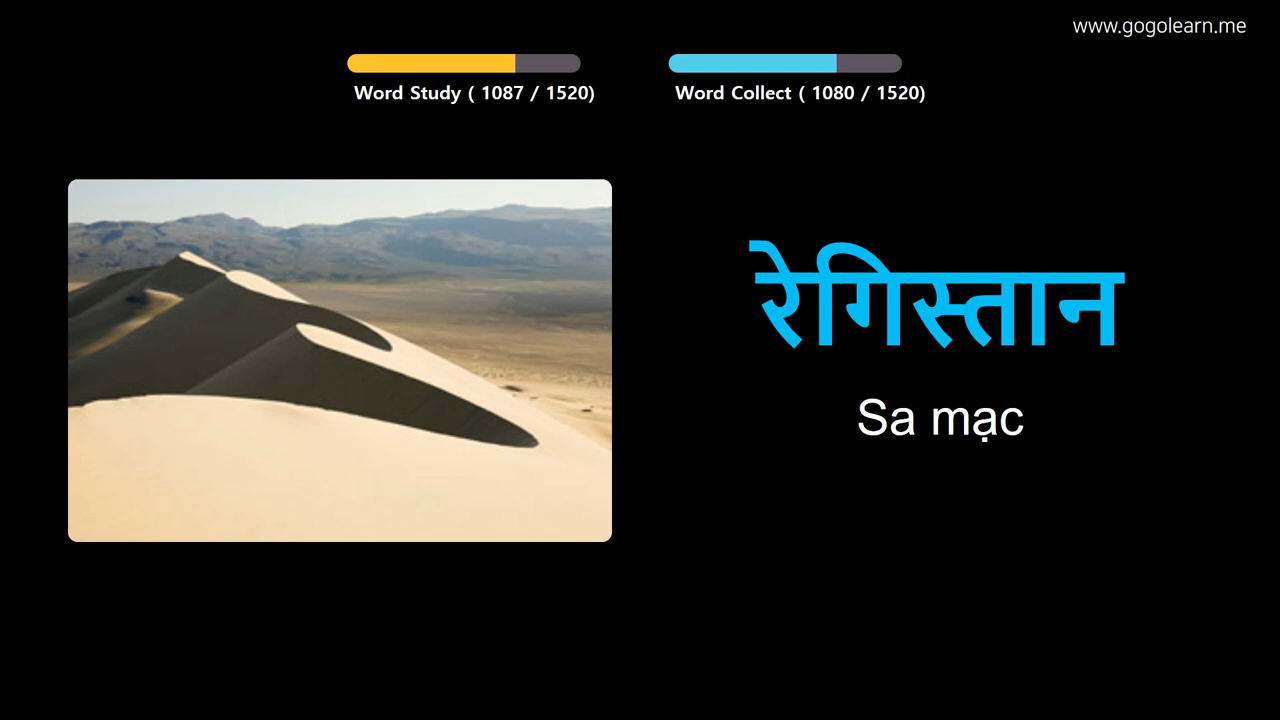 www.gogolearn.me
Word Study ( 1087 / 1520)
Word Collect ( 1080 / 1520)
रेगिस्तान
Sa mạc